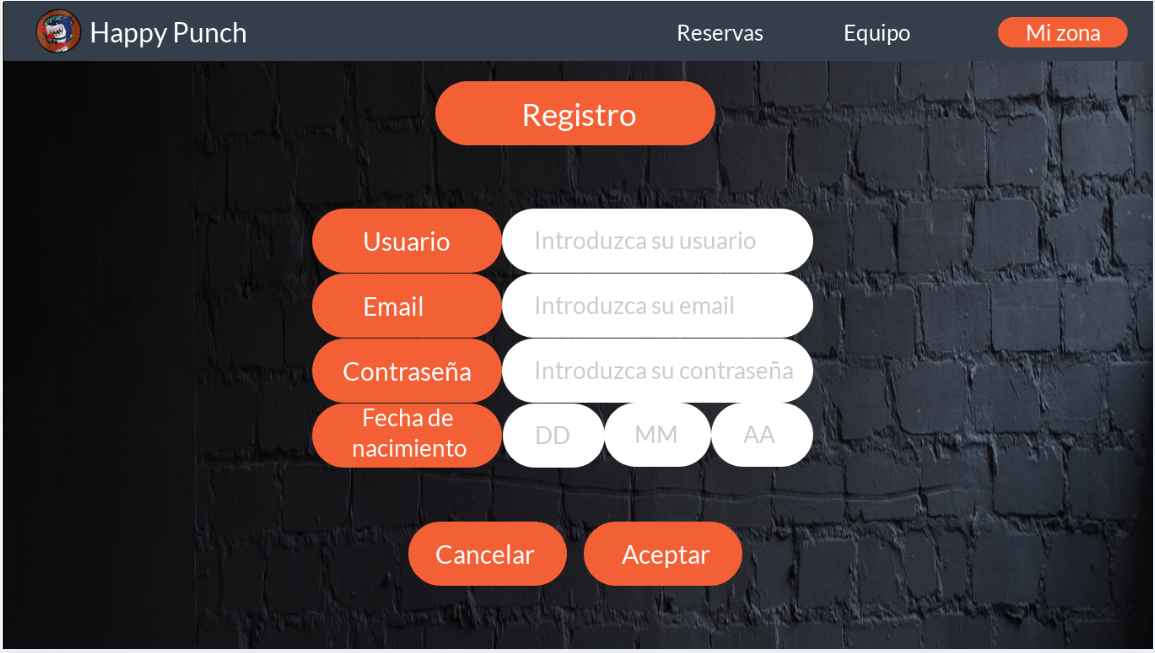 Happy Punch
Reservas
Equipo
Mi zona
Registro
Usuario
Introduzca su usuario
Email
Introduzca su email
Contraseña
Introduzca su contraseña
Fecha de
nacimiento
DD
MM
AA
Cancelar
Aceptar